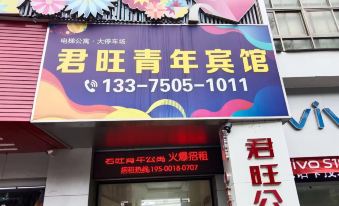 电梯公寓·大停车场
君旺青年宾馆
133-7505-1011
君旺青年公寓 火爆招租
招租热线:195-0018-0707
君旺公
vivo
vivo S1